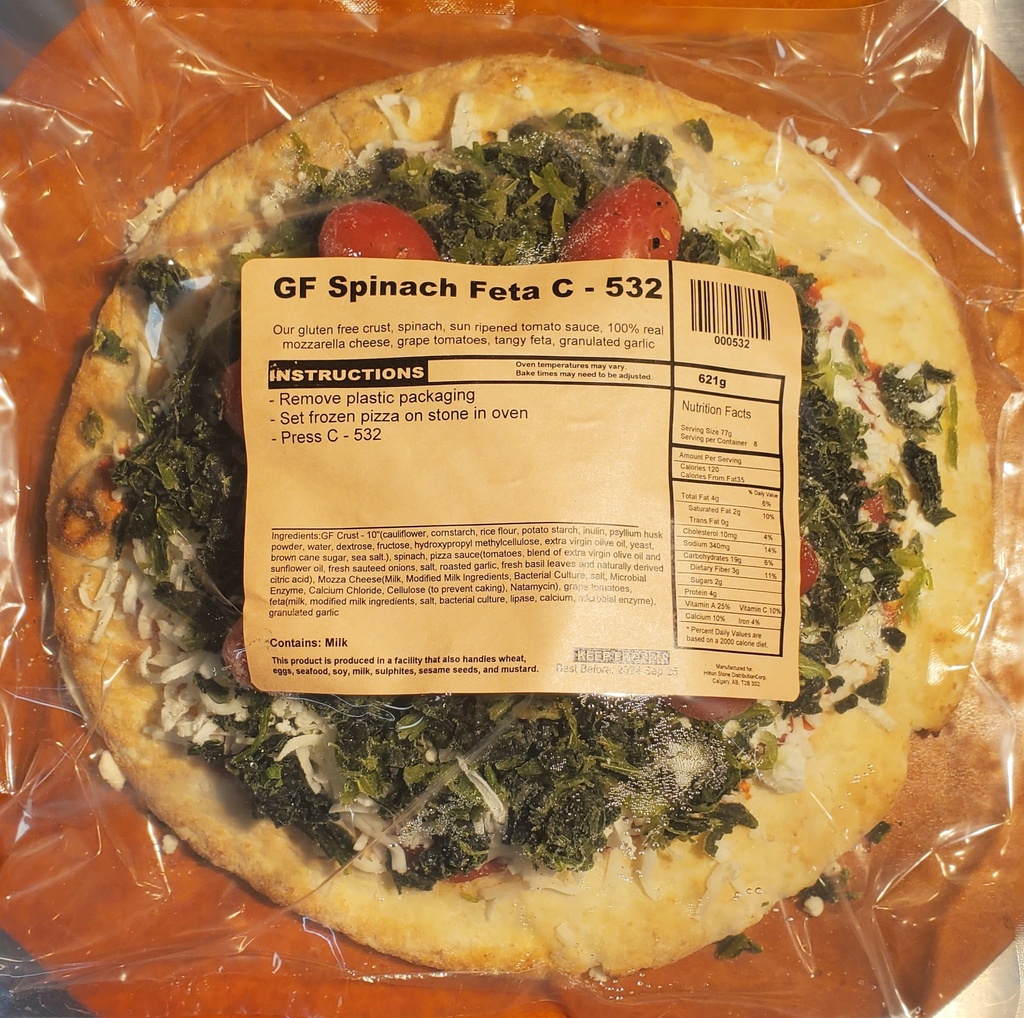 GF Spinach Feta C - 532
Our gluten free crust, spinach, sun ripened tomato sauce, 100% real
mozzarella cheese, grape tomatoes, tangy feta, granulated garlic
INSTRUCTIONS
Oven temperatures may vary.
Bake times may need to be adjusted.
- Remove plastic packaging
- Set frozen pizza on stone in oven
- Press C - 532
Ingredients:GF Crust - 10"(cauliflower, cornstarch, rice flour, potato starch, inulin, psyllium husk
powder, water, dextrose, fructose, hydroxypropyl methylcellulose, extra virgin olive oil, yeast,
brown cane sugar, sea salt,), spinach, pizza sauce(tomatoes, blend of extra virgin olive oil and
sunflower oil, fresh sauteed onions, salt, roasted garlic, fresh basil leaves and naturally derived
citric acid), Mozza Cheese(Milk, Modified Milk Ingredients, Bacterial Culture, salt, Microbial
Enzyme, Calcium Chloride, Cellulose (to prevent caking), Natamycin), grape tomatoes,
feta(milk, modified milk ingredients, salt, bacterial culture, lipase, calcium, microbial enzyme),
granulated garlic
Contains: Milk
This product is produced in a facility that also handles wheat,
eggs, seafood, soy, milk, sulphites, sesame seeds, and mustard.
KEEP FROZEN
Best Before: 2024 Sep 25
000532
621g
Nutrition Facts
Serving Size 77g
Serving per Container 8
Amount Per Serving
Calories 120
Calories From Fat35
% Daily Value
Total Fat 4g 6%
Saturated Fat 2g 10%
Trans Fat 0g
Cholesterol 10mg 4%
Sodium 340mg 14%
Carbohydrates 19g 6%
Dietary Fiber 3g 11%
Sugars 2g
Protein 4g
Vitamin A 25% Vitamin C 10%
Calcium 10% Iron 4%
* Percent Daily Values are
based on a 2000 calorie diet.
Manufactured for:
Hilton Stone DistributionCorp.
Calgary, AB, T2B 3S2